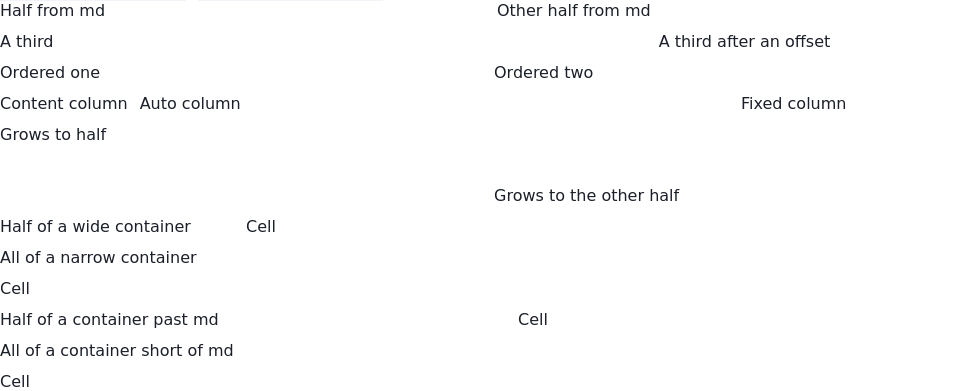 Half from md Other half from md
A third A third after an offset
Ordered one Ordered two
Content column Auto column Fixed column
Grows to half
Grows to the other half
Half of a wide container Cell
All of a narrow container
Cell
Half of a container past md Cell
All of a container short of md
Cell